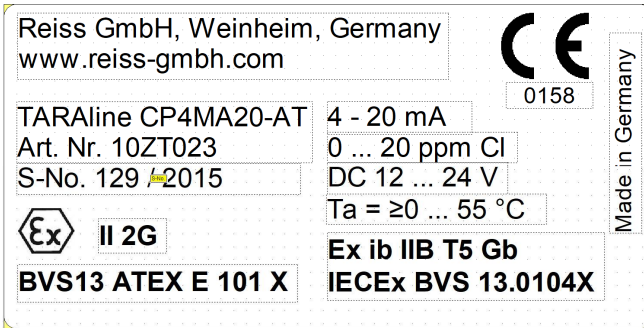 Reiss GmbH, Weinheim, Germany
www.reiss-gmbh.com
CE
0158
Made in Germany
TARAline CP4MA20-AT
Art. Nr. 10ZT023
S-No. 129 / 2015
S-No.
4 - 20 mA
0 ... 20 ppm Cl
DC 12 ... 24 V
Ta = ≥0 ... 55 °C
Ex
II 2G
BVS13 ATEX E 101 X
Ex ib IIB T5 Gb
IECEx BVS 13.0104X